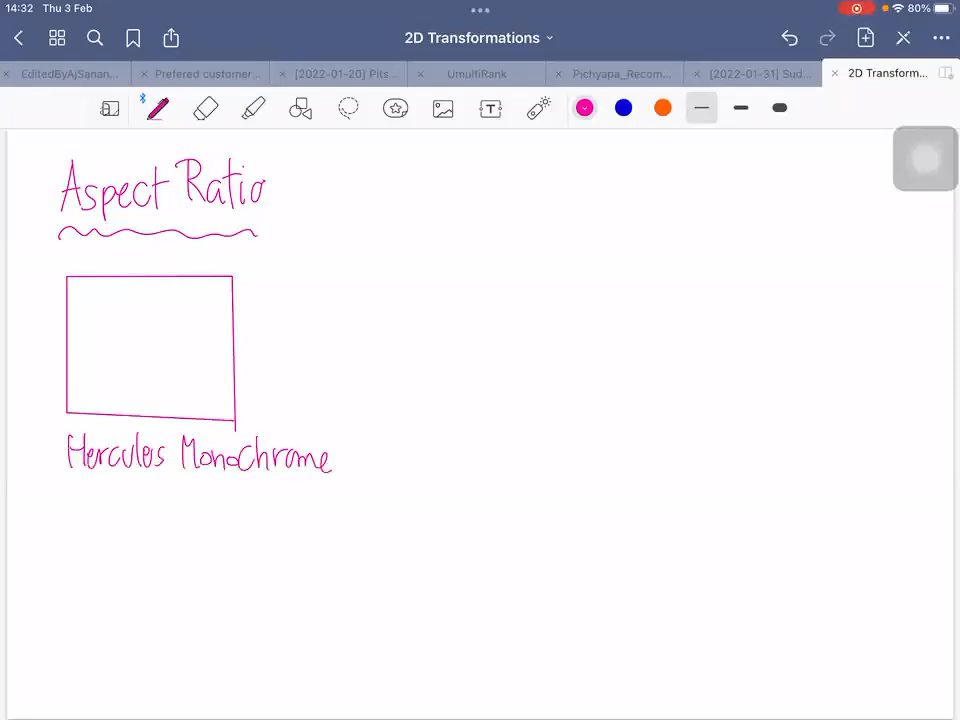 14:32 Thu 3 Feb
80%
2D Transformations
EditedByAjSanan...
Prefered customer...
[2022-01-20] Pits...
UmultiRank
Pichyapa_Recom...
[2022-01-31] Sud...
2D Transform...
T
Aspect Ratio
Hercules Monochrome